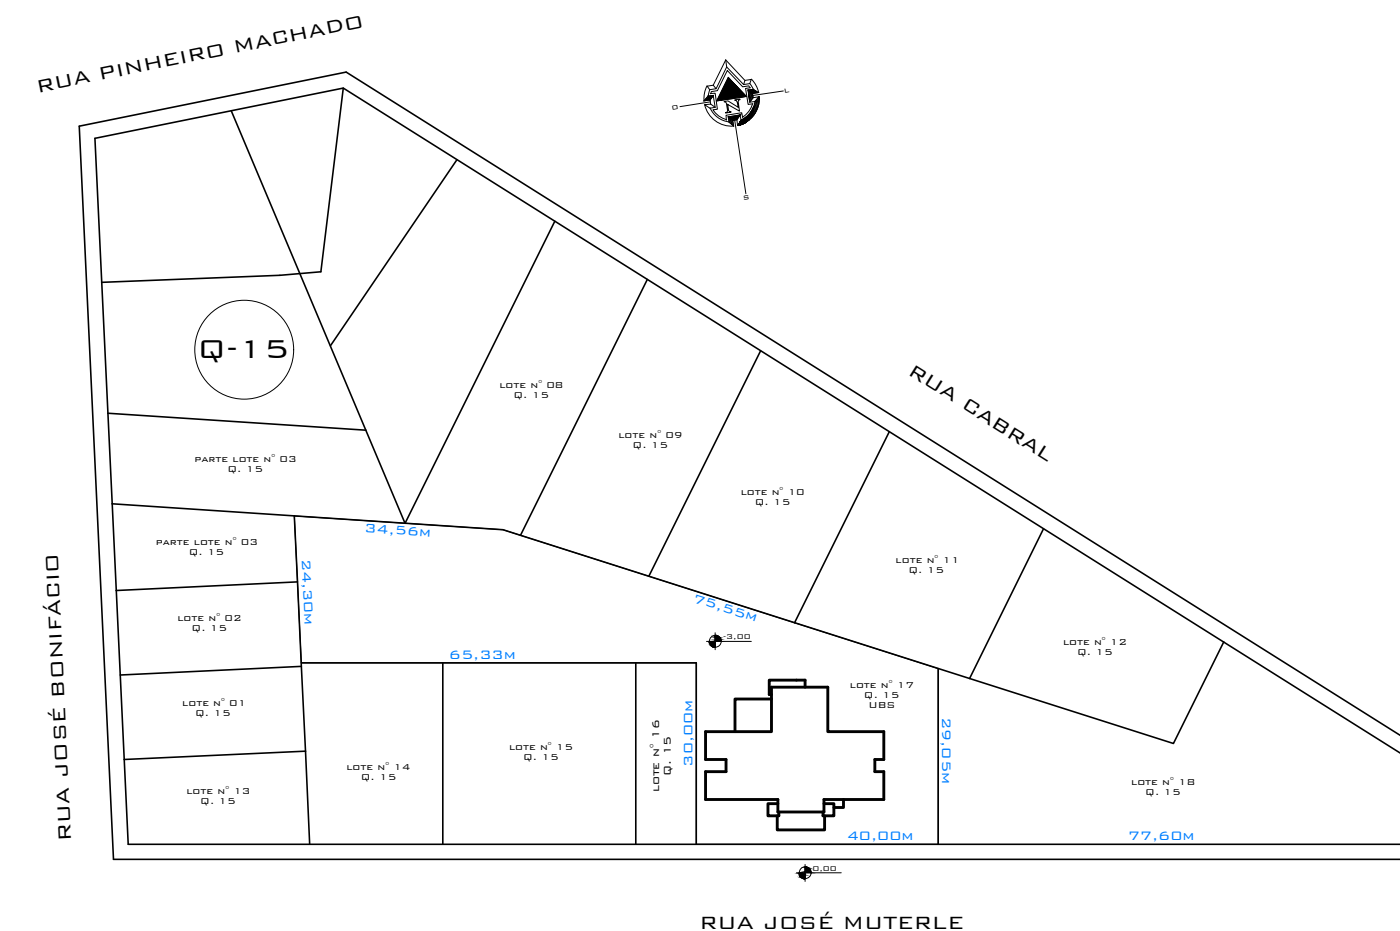 RUA PINHEIRO MACHADO
N
O
L
S
Q-15
LOTE N° 08
Q. 15
RUA CABRAL
LOTE N° 09
Q. 15
PARTE LOTE N° 03
Q. 15
LOTE N° 10
Q. 15
34,56M
PARTE LOTE N° 03
Q. 15
LOTE N° 11
Q. 15
24,30M
75,55M
LOTE N° 02
Q. 15
-3,00
LOTE N° 12
Q. 15
65,33M
RUA JOSÉ BONIFÁCIO
LOTE N° 01
Q. 15
LOTE N° 17
Q. 15
UBS
30,00M
29,05M
LOTE N° 16
Q. 15
LOTE N° 15
Q. 15
LOTE N° 14
Q. 15
LOTE N° 18
Q. 15
LOTE N° 13
Q. 15
40,00M
77,60M
0,00
RUA JOSÉ MUTERLE